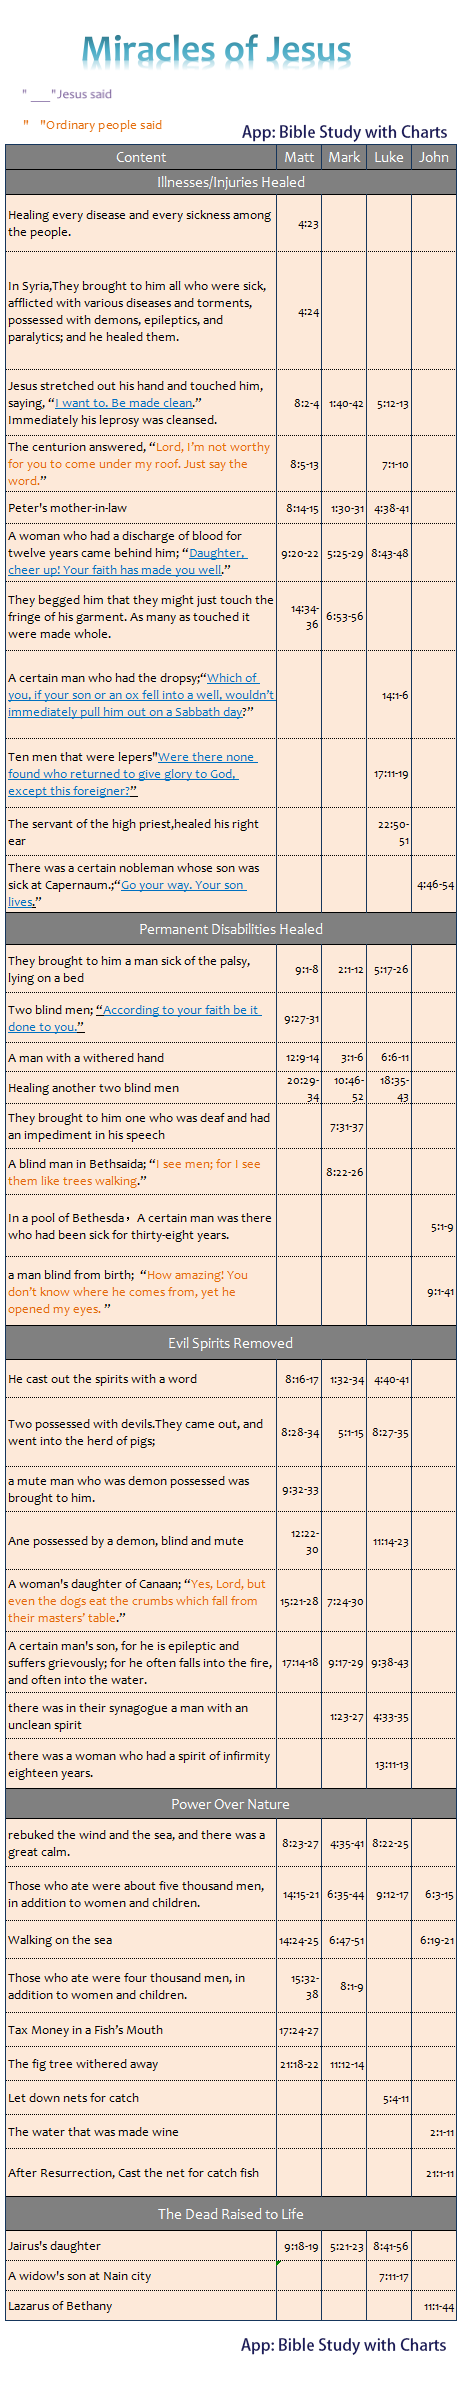 Miracles of Jesus
" ___"Jesus said
"   "Ordinary people said
App: Bible Study with Charts
Content Matt Mark Luke John
Illnesses/Injuries Healed
Healing every disease and every sickness among
the people.
4:23
In Syria,They brought to him all who were sick,
afflicted with various diseases and torments,
possessed with demons, epileptics, and
paralytics; and he healed them.
4:24
Jesus stretched out his hand and touched him,
saying, “I want to. Be made clean.”
Immediately his leprosy was cleansed.
8:2-4 1:40-42 5:12-13
The centurion answered, “Lord, I’m not worthy
for you to come under my roof. Just say the
word.”
8:5-13 7:1-10
Peter's mother-in-law 8:14-15 1:30-31 4:38-41
A woman who had a discharge of blood for
twelve years came behind him; “Daughter,
cheer up! Your faith has made you well.”
9:20-22 5:25-29 8:43-48
They begged him that they might just touch the
fringe of his garment. As many as touched it
were made whole.
14:34-
36
6:53-56
A certain man who had the dropsy;“Which of
you, if your son or an ox fell into a well, wouldn’t
immediately pull him out on a Sabbath day?”
14:1-6
Ten men that were lepers"Were there none
found who returned to give glory to God,
except this foreigner?”
17:11-19
The servant of the high priest,healed his right
ear
22:50-
51
There was a certain nobleman whose son was
sick at Capernaum.;“Go your way. Your son
lives.”
4:46-54
Permanent Disabilities Healed
They brought to him a man sick of the palsy,
lying on a bed
9:1-8 2:1-12 5:17-26
Two blind men; “According to your faith be it
done to you.”
9:27-31
A man with a withered hand 12:9-14 3:1-6 6:6-11
Healing another two blind men
20:29-
34
10:46-
52
18:35-
43
They brought to him one who was deaf and had
an impediment in his speech
7:31-37
A blind man in Bethsaida; “I see men; for I see
them like trees walking.”
8:22-26
In a pool of Bethesda，A certain man was there
who had been sick for thirty-eight years.
5:1-9
a man blind from birth; “How amazing! You
don’t know where he comes from, yet he
opened my eyes. ”
9:1-41
Evil Spirits Removed
He cast out the spirits with a word 8:16-17 1:32-34 4:40-41
Two possessed with devils.They came out, and
went into the herd of pigs;
8:28-34 5:1-15 8:27-35
a mute man who was demon possessed was
brought to him.
9:32-33
Ane possessed by a demon, blind and mute
12:22-
30
11:14-23
A woman's daughter of Canaan; “Yes, Lord, but
even the dogs eat the crumbs which fall from
their masters’ table.”
15:21-28 7:24-30
A certain man's son, for he is epileptic and
suffers grievously; for he often falls into the fire,
and often into the water.
17:14-18 9:17-29 9:38-43
there was in their synagogue a man with an
unclean spirit
1:23-27 4:33-35
there was a woman who had a spirit of infirmity
eighteen years.
13:11-13
Power Over Nature
rebuked the wind and the sea, and there was a
great calm.
8:23-27 4:35-41 8:22-25
Those who ate were about five thousand men,
in addition to women and children.
14:15-21 6:35-44 9:12-17 6:3-15
Walking on the sea 14:24-25 6:47-51 6:19-21
Those who ate were four thousand men, in
addition to women and children.
15:32-
38
8:1-9
Tax Money in a Fish’s Mouth 17:24-27
The fig tree withered away 21:18-22 11:12-14
Let down nets for catch 5:4-11
The water that was made wine 2:1-11
After Resurrection, Cast the net for catch fish 21:1-11
The Dead Raised to Life
Jairus's daughter 9:18-19 5:21-23 8:41-56
A widow's son at Nain city 7:11-17
Lazarus of Bethany 11:1-44
App: Bible Study with Charts